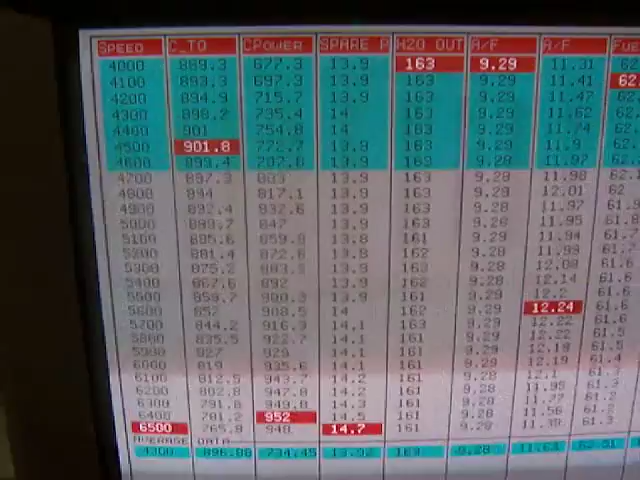 SPEED C_TQ CPOWER SPARE P H2O OUT A/F A/F
4000 889.3 677.3 13.9 163 9.29 11.31 62
4100 893.3 697.3 13.9 163 9.29 11.41 62.
4200 894.9 715.7 13.9 163 9.29 11.47 62.
4300 898.2 735.4 14 163 9.29 11.62 62.
4400 901 754.8 14 163 9.29 11.74 62.
4500 901.8 772.7 13.9 163 9.29 11.9 62.
4600 899.4 13.9 163 9.28 11.97 62.
4700 897.3 803 13.9 163 9.28 11.98 62.1
4800 894 817.1 13.9 163 9.28 12.01 62
4900 892.4 832.6 13.9 163 9.28 11.97 61.9
5000 889.7 847 13.9 163 9.28 11.95 61.8
5100 885.6 859.9 13.8 161 9.29 11.94 61.7
5200 881.4 872.6 13.9 162 9.28 11.99 61.7
5300 875.2 883.1 13.9 163 9.29 12.08 61.6
5400 867.6 892 13.9 163 9.28 12.14 61.6
5500 859.7 900.3 13.9 161 9.29 12.2 61.6
5600 852 908.5 14 162 9.29 12.24 61.6
5700 844.2 916.3 14.1 163 9.29 12.22 61.6
5800 835.5 922.7 14.1 161 9.29 12.22 61.5
5900 827 929 14.1 161 9.29 12.18 61.5
6000 819 935.6 14.1 161 9.29 12.19 61.4
6100 812.5 943.7 14.2 161 9.28 12.1 61.3
6200 802.8 947.8 14.2 161 9.28 11.95 61.3
6300 791.8 949.8 14.3 161 9.28 11.77 61.2
6400 781.2 952 14.5 161 9.28 11.56 61.3
6500 765.9 948 14.7 161 9.29 11.39 61.3
AVERAGE DATA
4300 896.88 734.45 13.92 163 9.28 11.63